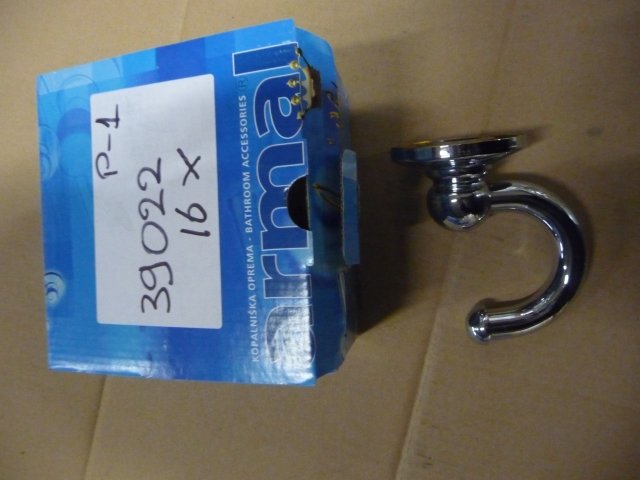 P-1
39022
16 x
armal
KOPALNIŠKA OPREMA · BATHROOM ACCESSORIES